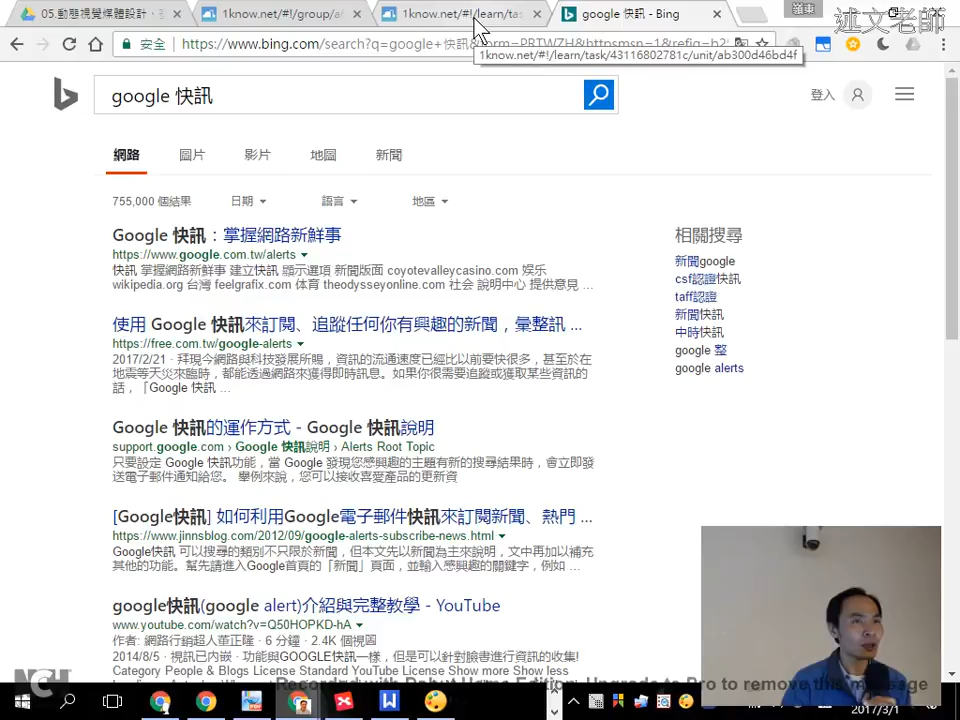 05.動態視覺媒體設計、
1know.net/#!/group/a
1know.net/#!/learn/ta
google 快訊 - Bing
羅東
述文老師
安全
https://www.bing.com/search?q=google+快訊&form=PRTWZH&httpsmsn=1&refig=b2
1know.net/#!/learn/task/43116802781c/unit/ab300d46bd4f
google 快訊
登入
網路
圖片
影片
地圖
新聞
755,000 個結果
日期
語言
地區
Google 快訊：掌握網路新鮮事
https://www.google.com.tw/alerts
快訊 掌握網路新鮮事 建立快訊 顯示選項 新聞版面 coyotevalleycasino.com 娱乐
wikipedia.org 台灣 feelgrafix.com 体育 theodysseyonline.com 社会 說明中心 提供意見 ...
使用 Google 快訊來訂閱、追蹤任何你有興趣的新聞，彙整訊 ...
https://free.com.tw/google-alerts
2017/2/21 · 拜現今網路與科技發展所賜，資訊的流通速度已經比以前要快很多，甚至於在
地震等天災來臨時，都能透過網路來獲得即時訊息。如果你很需要追蹤或獲取某些資訊的
話，「Google 快訊 ...
Google 快訊的運作方式 - Google 快訊說明
support.google.com › Google 快訊說明 › Alerts Root Topic
只要設定 Google 快訊功能，當 Google 發現您感興趣的主題有新的搜尋結果時，會立即發
送電子郵件通知給您。 舉例來說，您可以接收喜愛產品的更新資
[Google快訊] 如何利用Google電子郵件快訊來訂閱新聞、熱門 ...
https://www.jinnsblog.com/2012/09/google-alerts-subscribe-news.html
Google快訊 可以搜尋的類別不只限於新聞，但本文先以新聞為主來說明，文中再加以補充
其他的功能。幫先請進入Google首頁的「新聞」頁面，並輸入感興趣的關鍵字，例如 ...
google快訊(google alert)介紹與完整教學 - YouTube
www.youtube.com/watch?v=Q50HOPKD-hA
作者: 網路行銷超人董正隆 · 6 分鐘 · 2.4K 個視圖
2014/8/5 · 視訊已內嵌 · 功能與GOOGLE快訊一樣，但是可以針對臉書進行資訊的收集!
Category People & Blogs License Standard YouTube License Show more Show less
相關搜尋
新聞google
csf認證快訊
taff認證
新聞快訊
中時快訊
google 整
google alerts
NCH
Recorded with Debut Home Edition. Upgrade to Pro to remove this message
2017/3/1